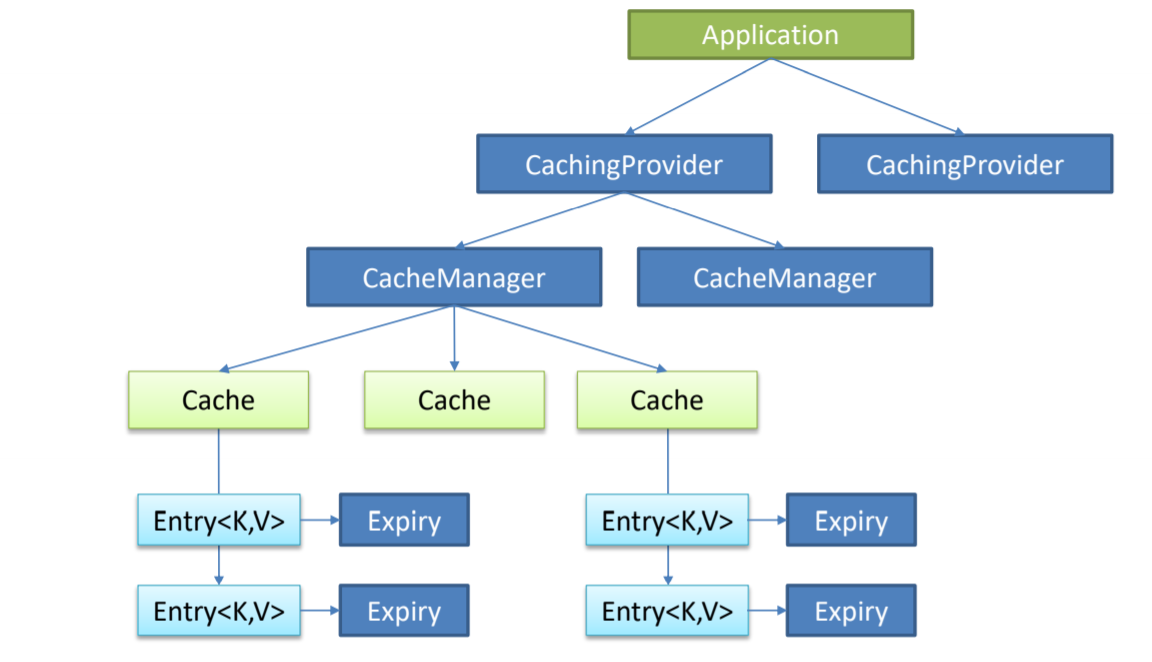 Application
CachingProvider
CachingProvider
CacheManager
CacheManager
Cache
Cache
Cache
Entry<K,V>
Expiry
Entry<K,V>
Expiry
Entry<K,V>
Expiry
Entry<K,V>
Expiry